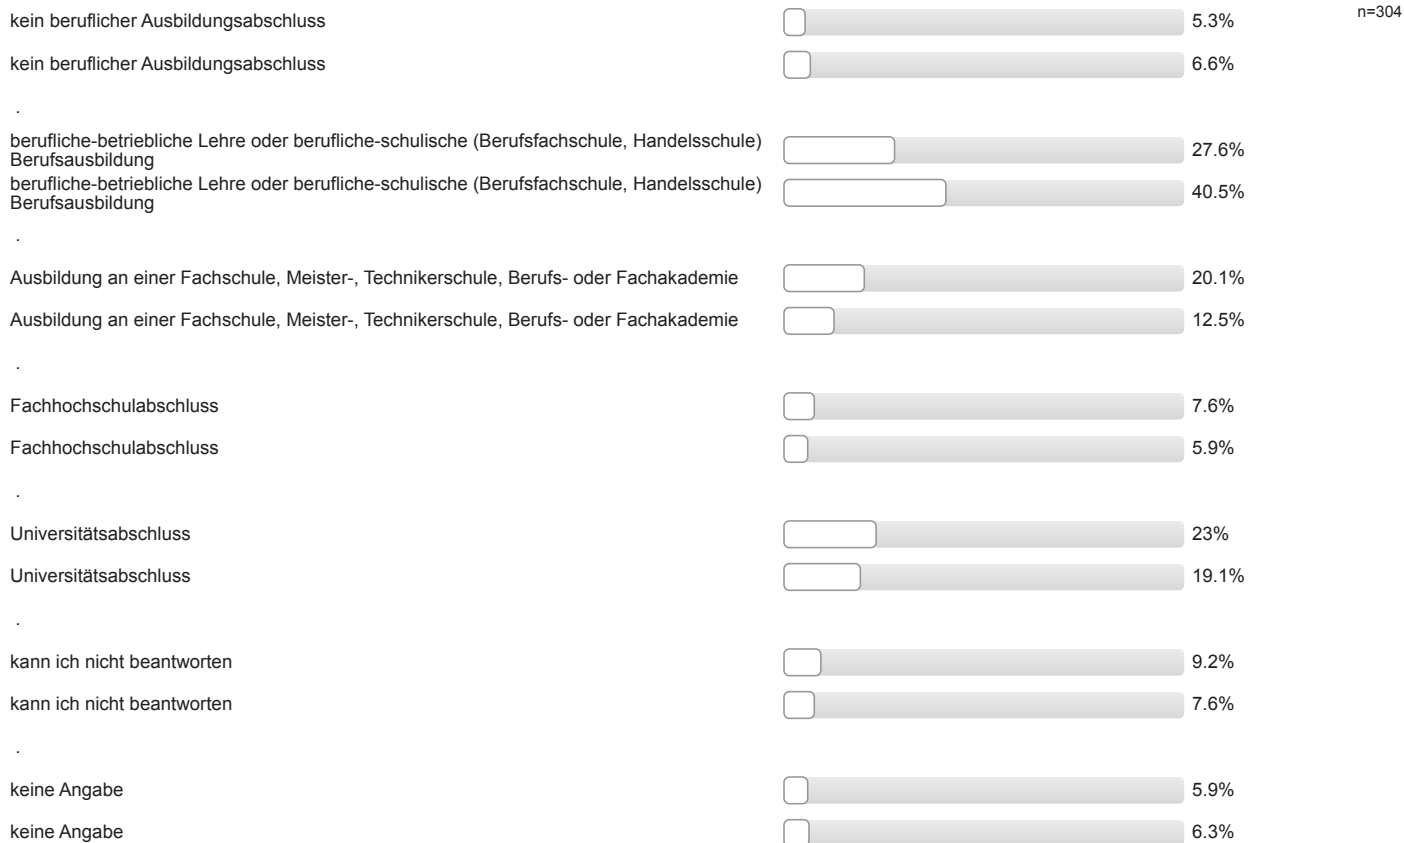 kein beruflicher Ausbildungsabschluss 5.3% n=304
kein beruflicher Ausbildungsabschluss 6.6%
.
berufliche-betriebliche Lehre oder berufliche-schulische (Berufsfachschule, Handelsschule)
Berufsausbildung 27.6%
berufliche-betriebliche Lehre oder berufliche-schulische (Berufsfachschule, Handelsschule)
Berufsausbildung 40.5%
.
Ausbildung an einer Fachschule, Meister-, Technikerschule, Berufs- oder Fachakademie 20.1%
Ausbildung an einer Fachschule, Meister-, Technikerschule, Berufs- oder Fachakademie 12.5%
.
Fachhochschulabschluss 7.6%
Fachhochschulabschluss 5.9%
.
Universitätsabschluss 23%
Universitätsabschluss 19.1%
.
kann ich nicht beantworten 9.2%
kann ich nicht beantworten 7.6%
.
keine Angabe 5.9%
keine Angabe 6.3%